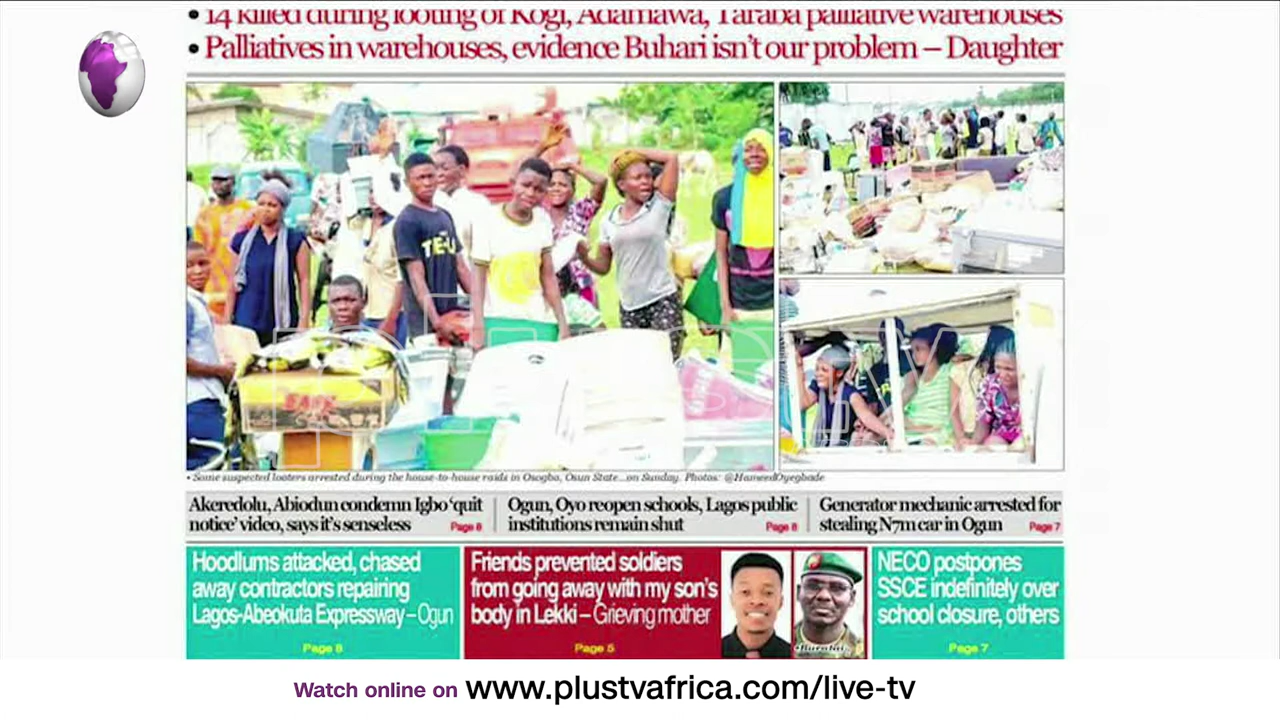 • 14 killed during looting of Kogi, Adamawa, Taraba palliative warehouses
• Palliatives in warehouses, evidence Buhari isn't our problem – Daughter
TE
• Some suspected looters arrested during the house-to-house raids in Osogbo, Osun State...on Sunday. Photos: @HameedOyegbade
Akeredolu, Abiodun condemn Igbo 'quit
notice' video, says it's senseless Page 8
Ogun, Oyo reopen schools, Lagos public
institutions remain shut Page 8
Generator mechanic arrested for
stealing N7m car in Ogun Page 7
Hoodlums attacked, chased
away contractors repairing
Lagos-Abeokuta Expressway – Ogun
Page 8
Friends prevented soldiers
from going away with my son's
body in Lekki – Grieving mother
Page 5
•Buratai
NECO postpones
SSCE indefinitely over
school closure, others
Page 7
Watch online on www.plustvafrica.com/live-tv